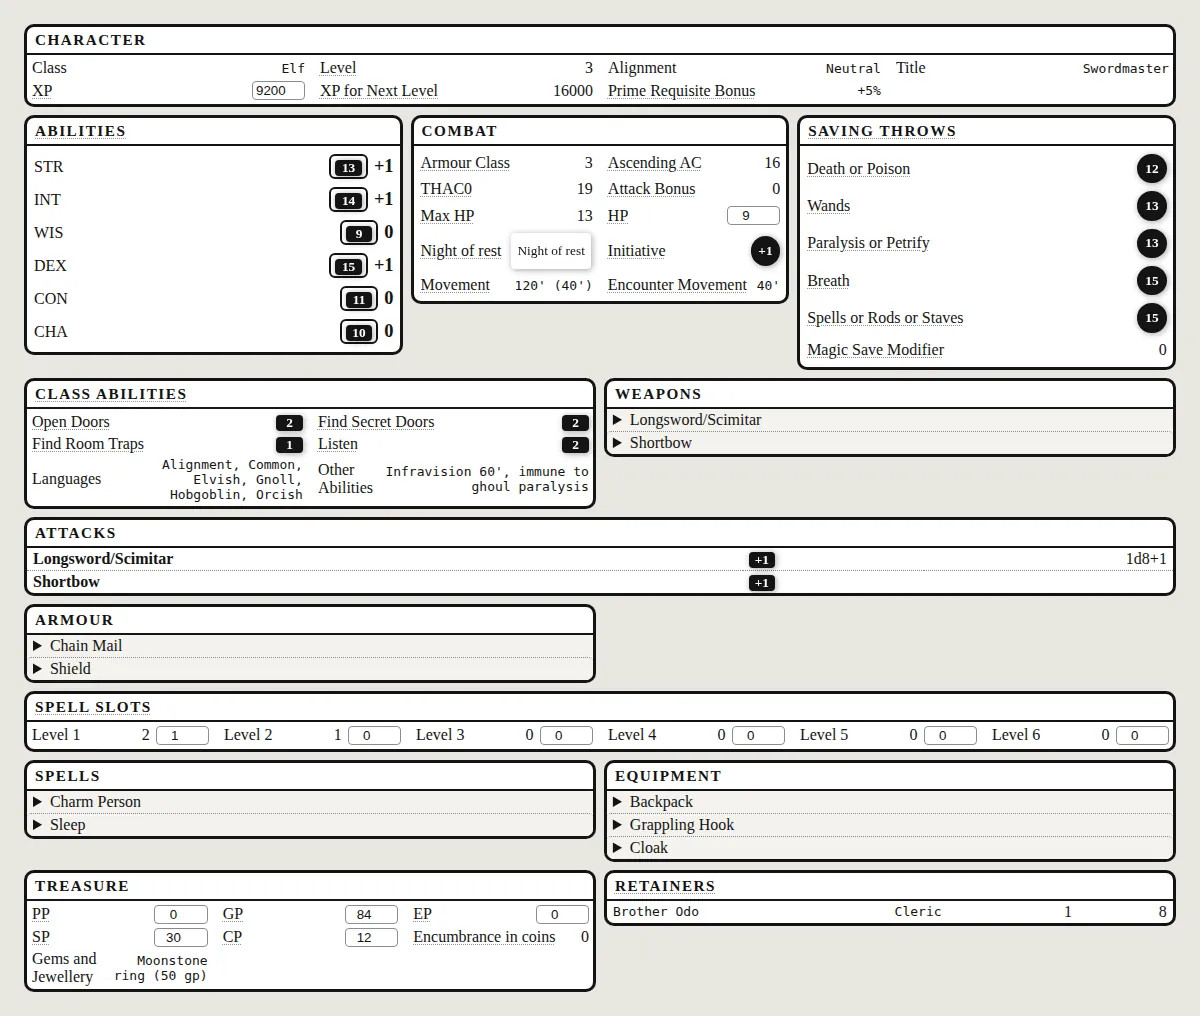 CHARACTER
Class Elf Level 3 Alignment Neutral Title Swordmaster
XP 9200 XP for Next Level 16000 Prime Requisite Bonus +5%
ABILITIES
STR 13 +1
INT 14 +1
WIS 9 0
DEX 15 +1
CON 11 0
CHA 10 0
COMBAT
Armour Class 3 Ascending AC 16
THAC0 19 Attack Bonus 0
Max HP 13 HP 9
Night of rest Night of rest Initiative +1
Movement 120' (40') Encounter Movement 40'
SAVING THROWS
Death or Poison 12
Wands 13
Paralysis or Petrify 13
Breath 15
Spells or Rods or Staves 15
Magic Save Modifier 0
CLASS ABILITIES
Open Doors 2 Find Secret Doors 2
Find Room Traps 1 Listen 2
Languages Alignment, Common,
Elvish, Gnoll,
Hobgoblin, Orcish
Other
Abilities
Infravision 60', immune to
ghoul paralysis
WEAPONS
Longsword/Scimitar
Shortbow
ATTACKS
Longsword/Scimitar +1 1d8+1
Shortbow +1
ARMOUR
Chain Mail
Shield
SPELL SLOTS
Level 1 2 1 Level 2 1 0 Level 3 0 0 Level 4 0 0 Level 5 0 0 Level 6 0 0
SPELLS
Charm Person
Sleep
EQUIPMENT
Backpack
Grappling Hook
Cloak
TREASURE
PP 0 GP 84 EP 0
SP 30 CP 12 Encumbrance in coins 0
Gems and
Jewellery
Moonstone
ring (50 gp)
RETAINERS
Brother Odo Cleric 1 8